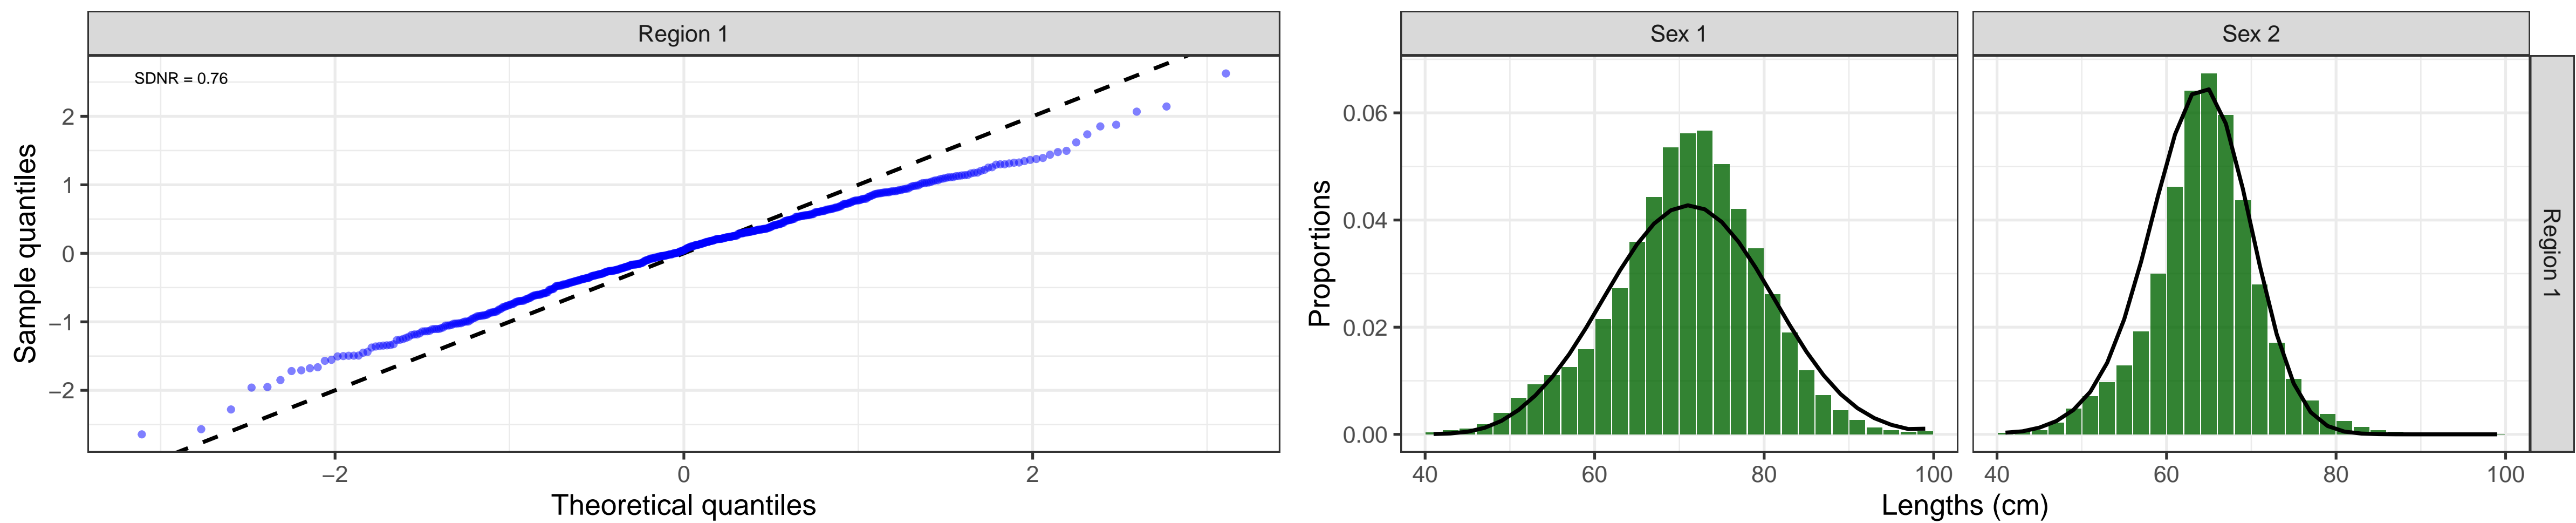 Region 1
SDNR = 0.76
Sample quantiles
2
1
0
−1
−2
−2 0 2
Theoretical quantiles
Sex 1 Sex 2
Region 1
Proportions
0.06
0.04
0.02
0.00
40 60 80 100 40 60 80 100
Lengths (cm)